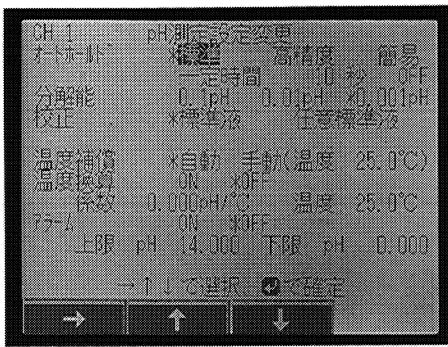 CH 1 pH測定設定変更
オートホールド *標準 高精度 簡易
一定時間 10 秒 OFF
分解能 0.1pH 0.01pH *0.001pH
校正 *標準液 任意標準液
温度補償 *自動 手動(温度 25.0℃)
温度換算 ON *OFF
係数 0.000pH/℃ 温度 25.0℃
アラーム ON *OFF
上限 pH 14.000 下限 pH 0.000
→↑↓で選択 ↵で確定
→ ↑ ↓